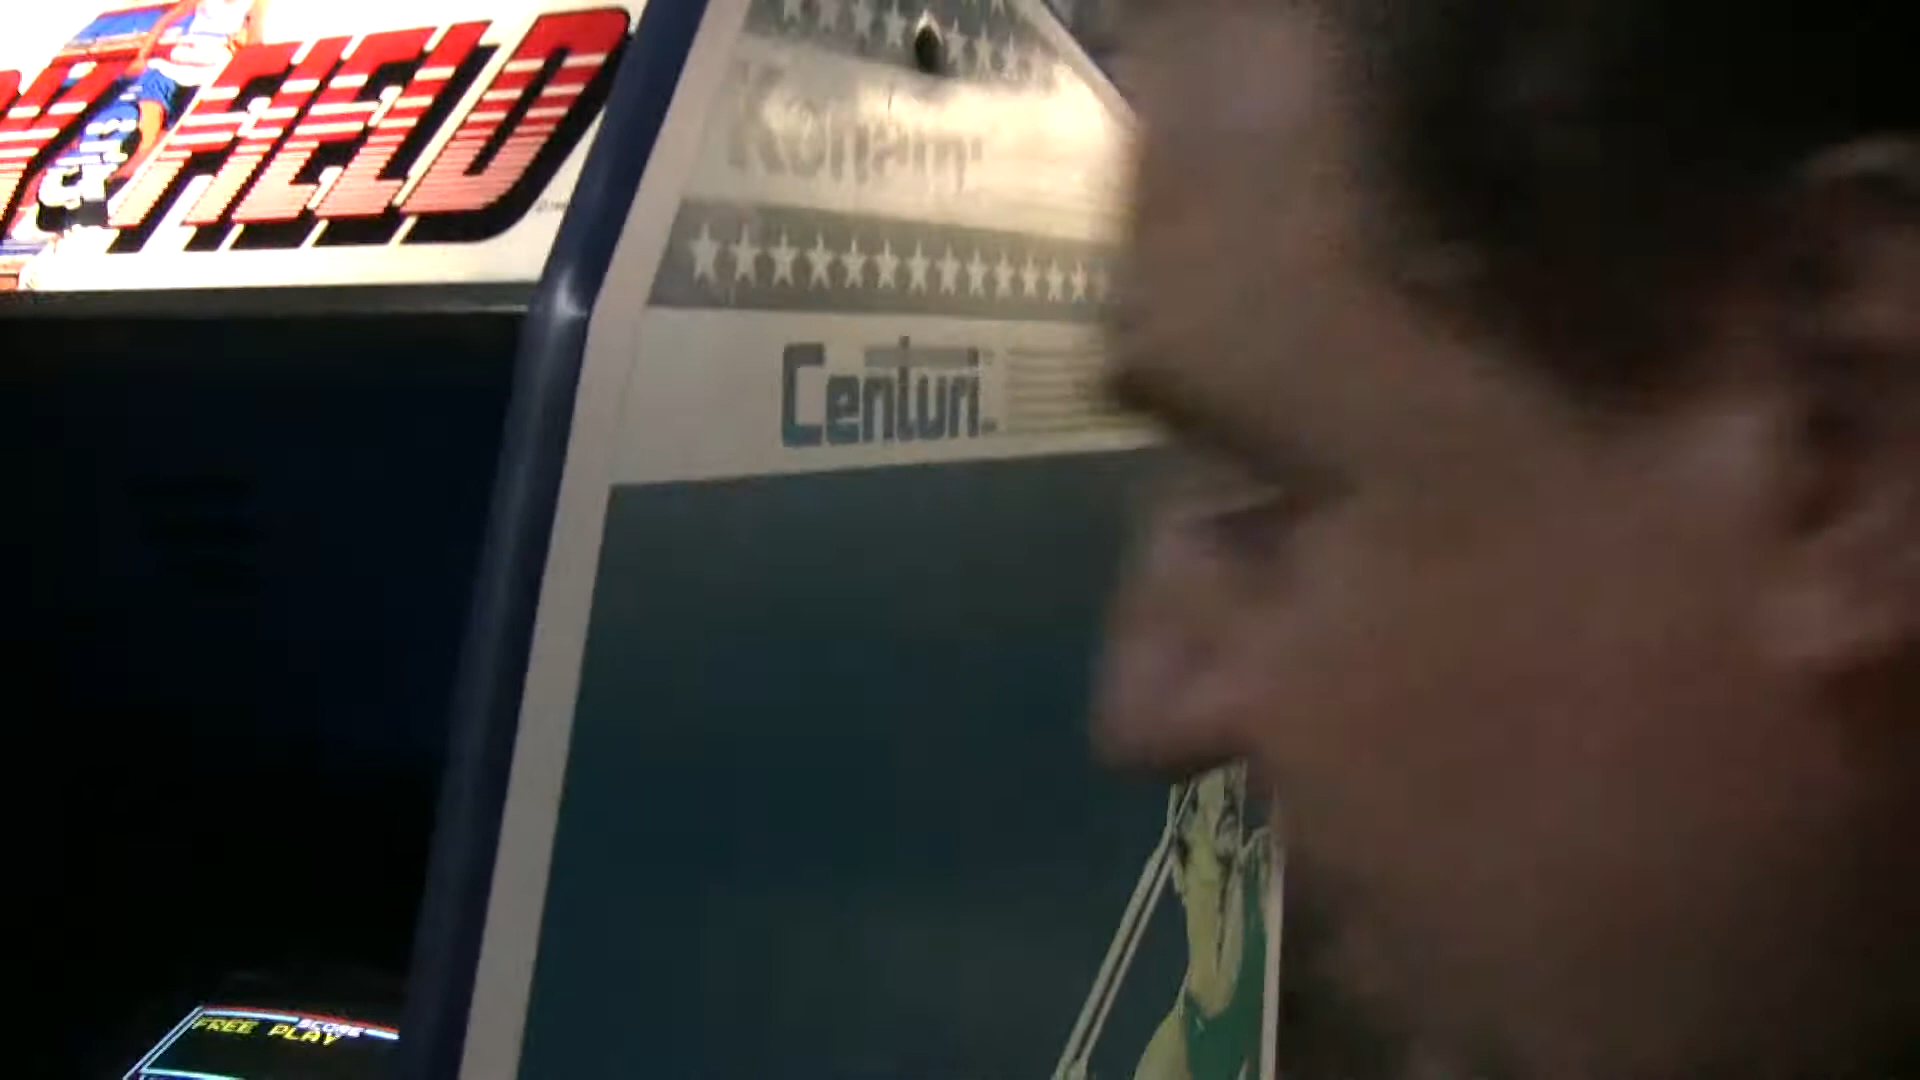 FIELD
Konami
Centuri
FREE PLAY
SCORE